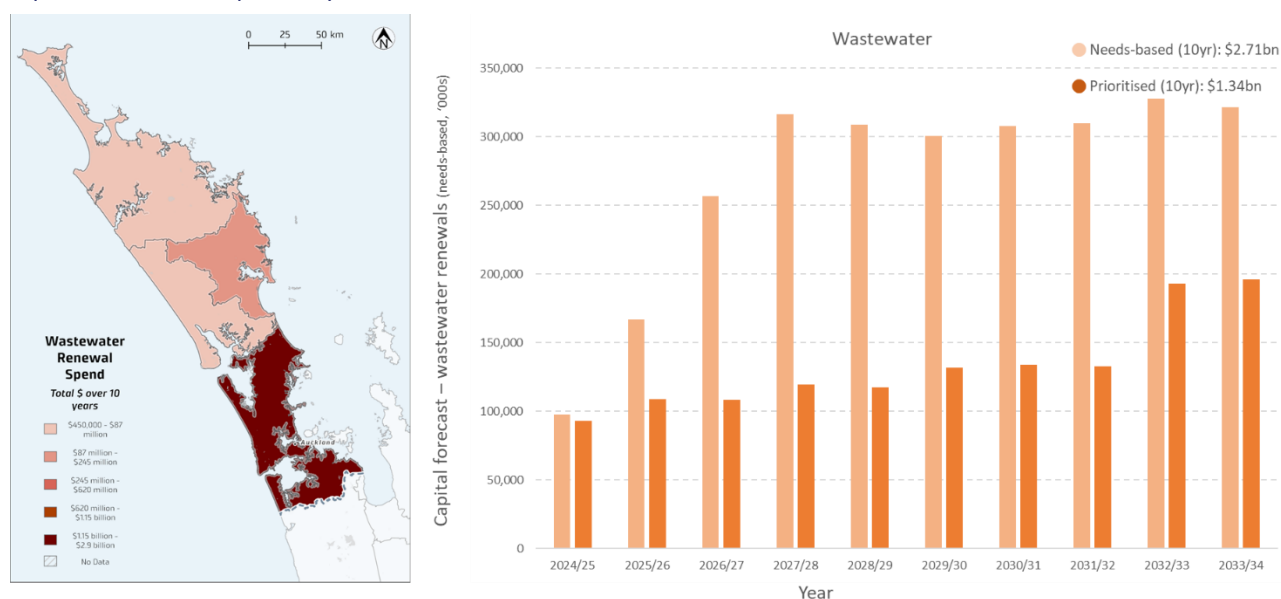 0 25 50 km
N
Auckland
Wastewater
Renewal
Spend
Total $ over 10
years
$450,000 - $87
million
$87 million -
$245 million
$245 million -
$620 million
$620 million -
$1.15 billion
$1.15 billion -
$2.9 billion
No Data
Wastewater
Needs-based (10yr): $2.71bn
Prioritised (10yr): $1.34bn
Capital forecast – wastewater renewals (needs-based, '000s)
350,000
300,000
250,000
200,000
150,000
100,000
50,000
0
2024/25 2025/26 2026/27 2027/28 2028/29 2029/30 2030/31 2031/32 2032/33 2033/34
Year